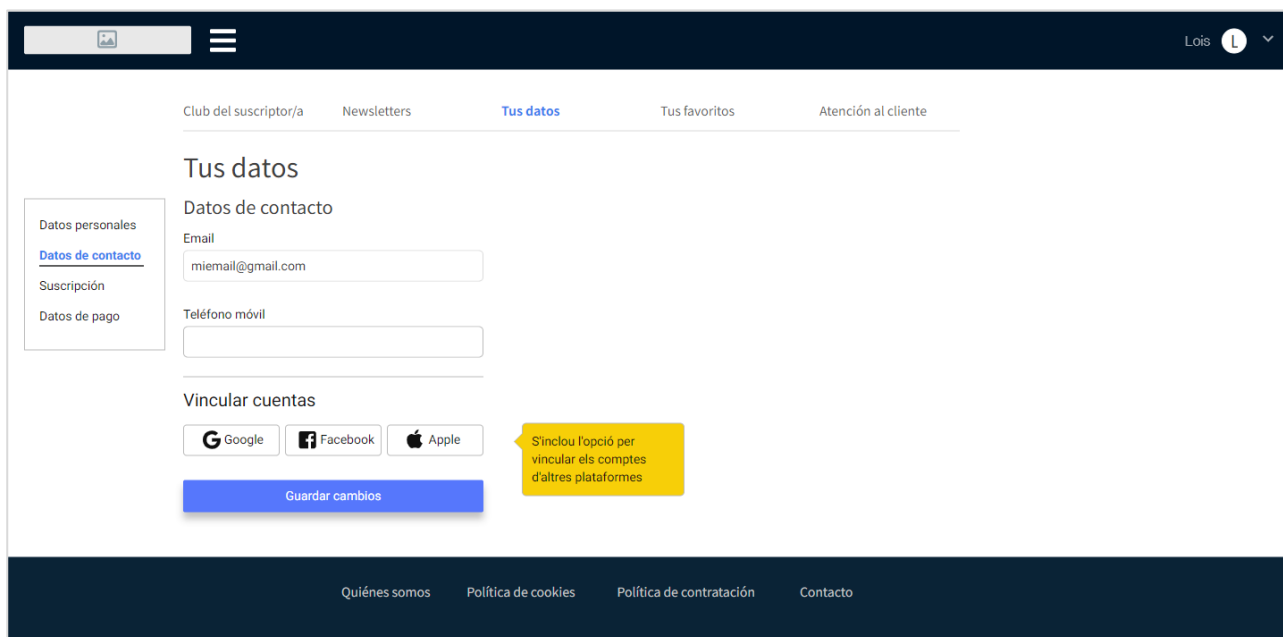 Lois L
Club del suscriptor/a Newsletters Tus datos Tus favoritos Atención al cliente
Tus datos
Datos personales
Datos de contacto
Suscripción
Datos de pago
Datos de contacto
Email
miemail@gmail.com
Teléfono móvil
Vincular cuentas
Google Facebook Apple
S'inclou l'opció per
vincular els comptes
d'altres plataformes
Guardar cambios
Quiénes somos Política de cookies Política de contratación Contacto